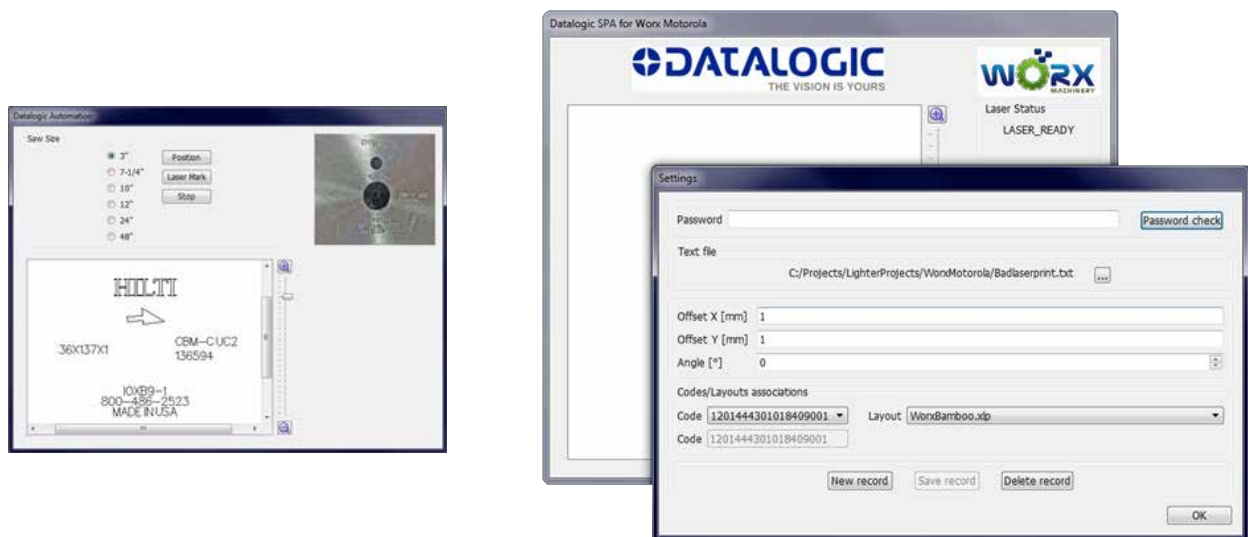 Datalogic Automation
Saw Size
3"
7-1/4"
10"
12"
24"
48"
Position
Laser Mark
Stop
HILTI
36X137X1
CBM-CUC2
136594
IOXB9-1
800-486-2523
MADE IN USA
Datalogic SPA for Worx Motorola
DATALOGIC
THE VISION IS YOURS
WORX
MACHINERY
Laser Status
LASER_READY
Settings
Password
Password check
Text file
C:/Projects/LighterProjects/WorxMotorola/Badlaserprint.txt
...
Offset X [mm] 1
Offset Y [mm] 1
Angle [°] 0
Codes/Layouts associations
Code 1201444301018409001 Layout WorxBamboo.xlp
Code 1201444301018409001
New record Save record Delete record
OK